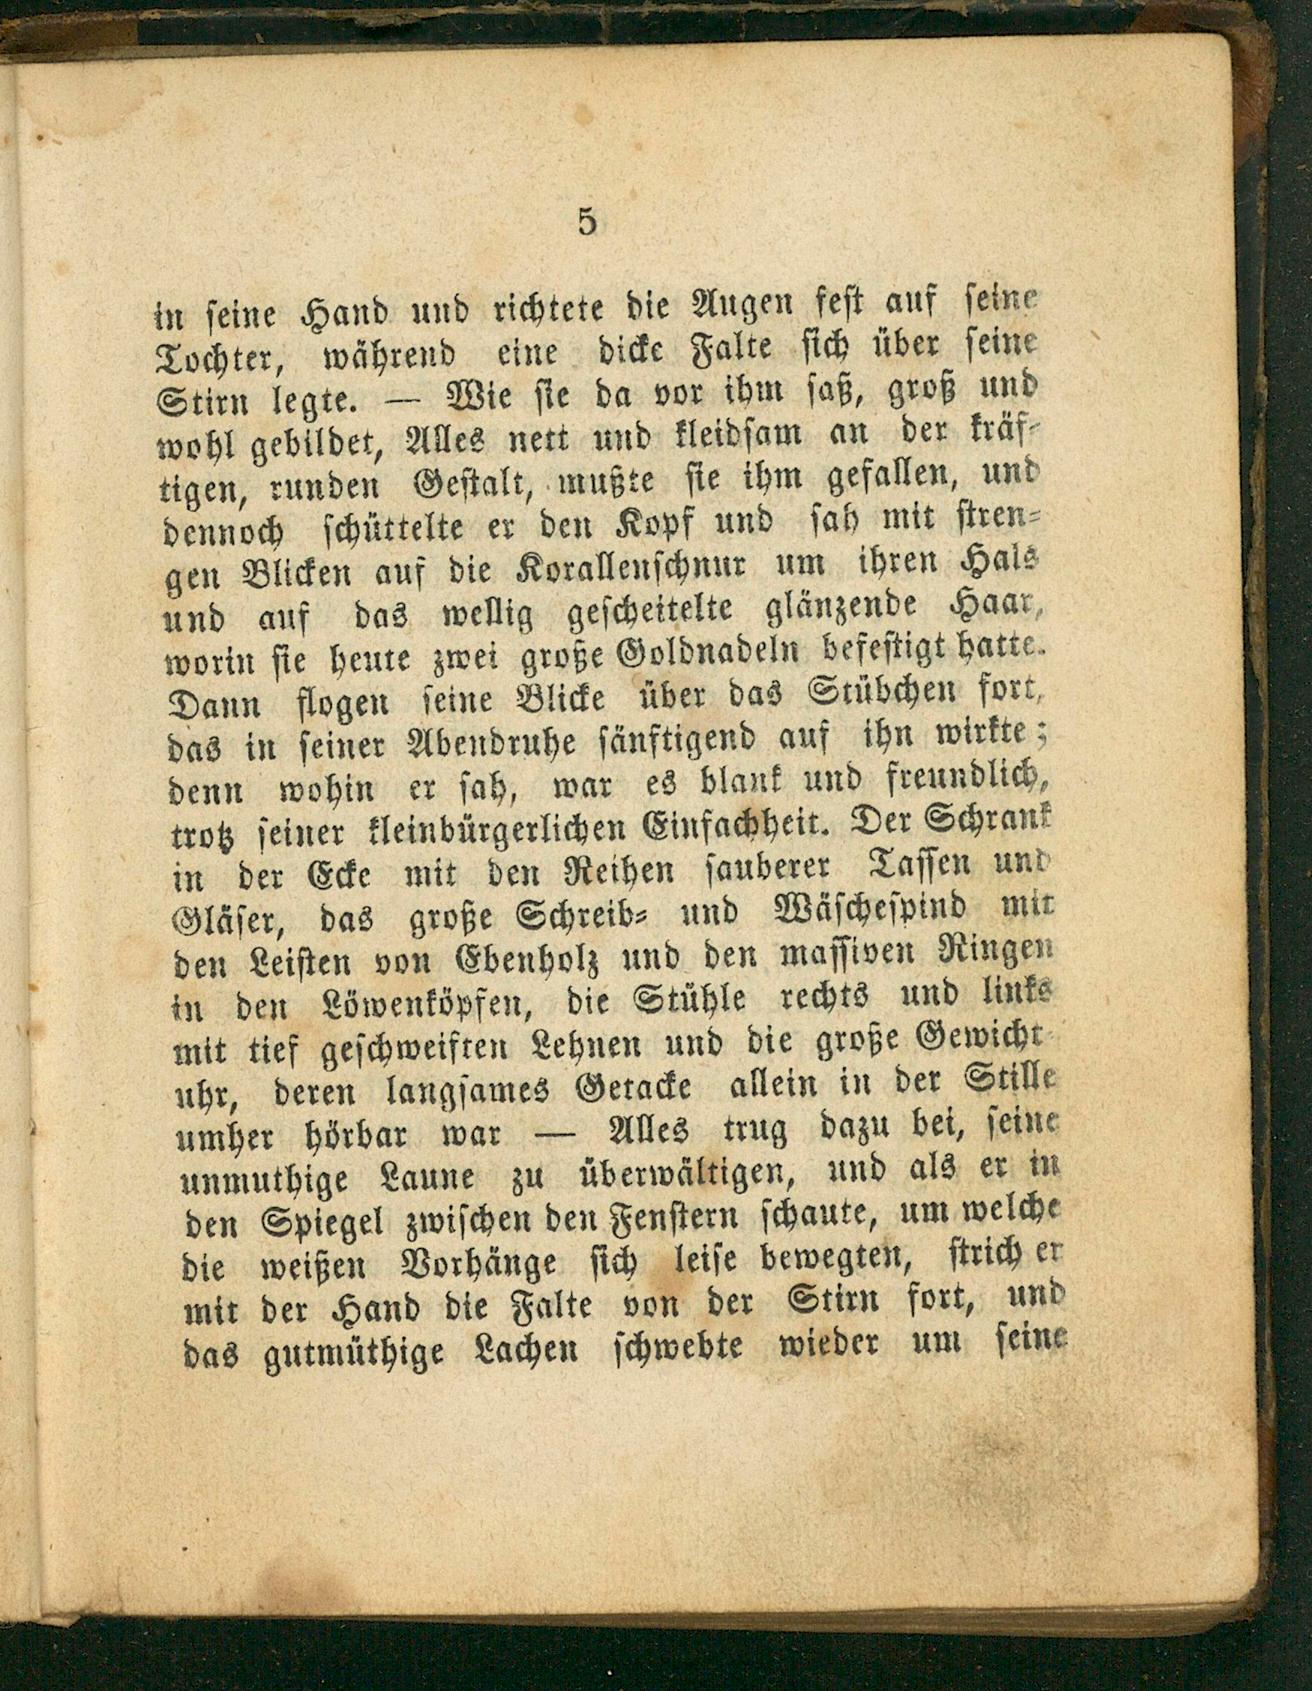 5
in seine Hand und richtete die Augen fest auf seine
Tochter, während eine dicke Falte sich über seine
Stirn legte. — Wie sie da vor ihm saß, groß und
wohl gebildet, Alles nett und kleidsam an der kräf-
tigen, runden Gestalt, mußte sie ihm gefallen, und
dennoch schüttelte er den Kopf und sah mit stren-
gen Blicken auf die Korallenschnur um ihren Hals
und auf das wellig gescheitelte glänzende Haar,
worin sie heute zwei große Goldnadeln befestigt hatte.
Dann flogen seine Blicke über das Stübchen fort,
das in seiner Abendruhe sänftigend auf ihn wirkte;
denn wohin er sah, war es blank und freundlich,
trotz seiner kleinbürgerlichen Einfachheit. Der Schrank
in der Ecke mit den Reihen sauberer Tassen und
Gläser, das große Schreib- und Wäschespind mit
den Leisten von Ebenholz und den massiven Ringen
in den Löwenköpfen, die Stühle rechts und links
mit tief geschweiften Lehnen und die große Gewicht-
uhr, deren langsames Getacke allein in der Stille
umher hörbar war — Alles trug dazu bei, seine
unmuthige Laune zu überwältigen, und als er in
den Spiegel zwischen den Fenstern schaute, um welche
die weißen Vorhänge sich leise bewegten, strich er
mit der Hand die Falte von der Stirn fort, und
das gutmüthige Lachen schwebte wieder um seine